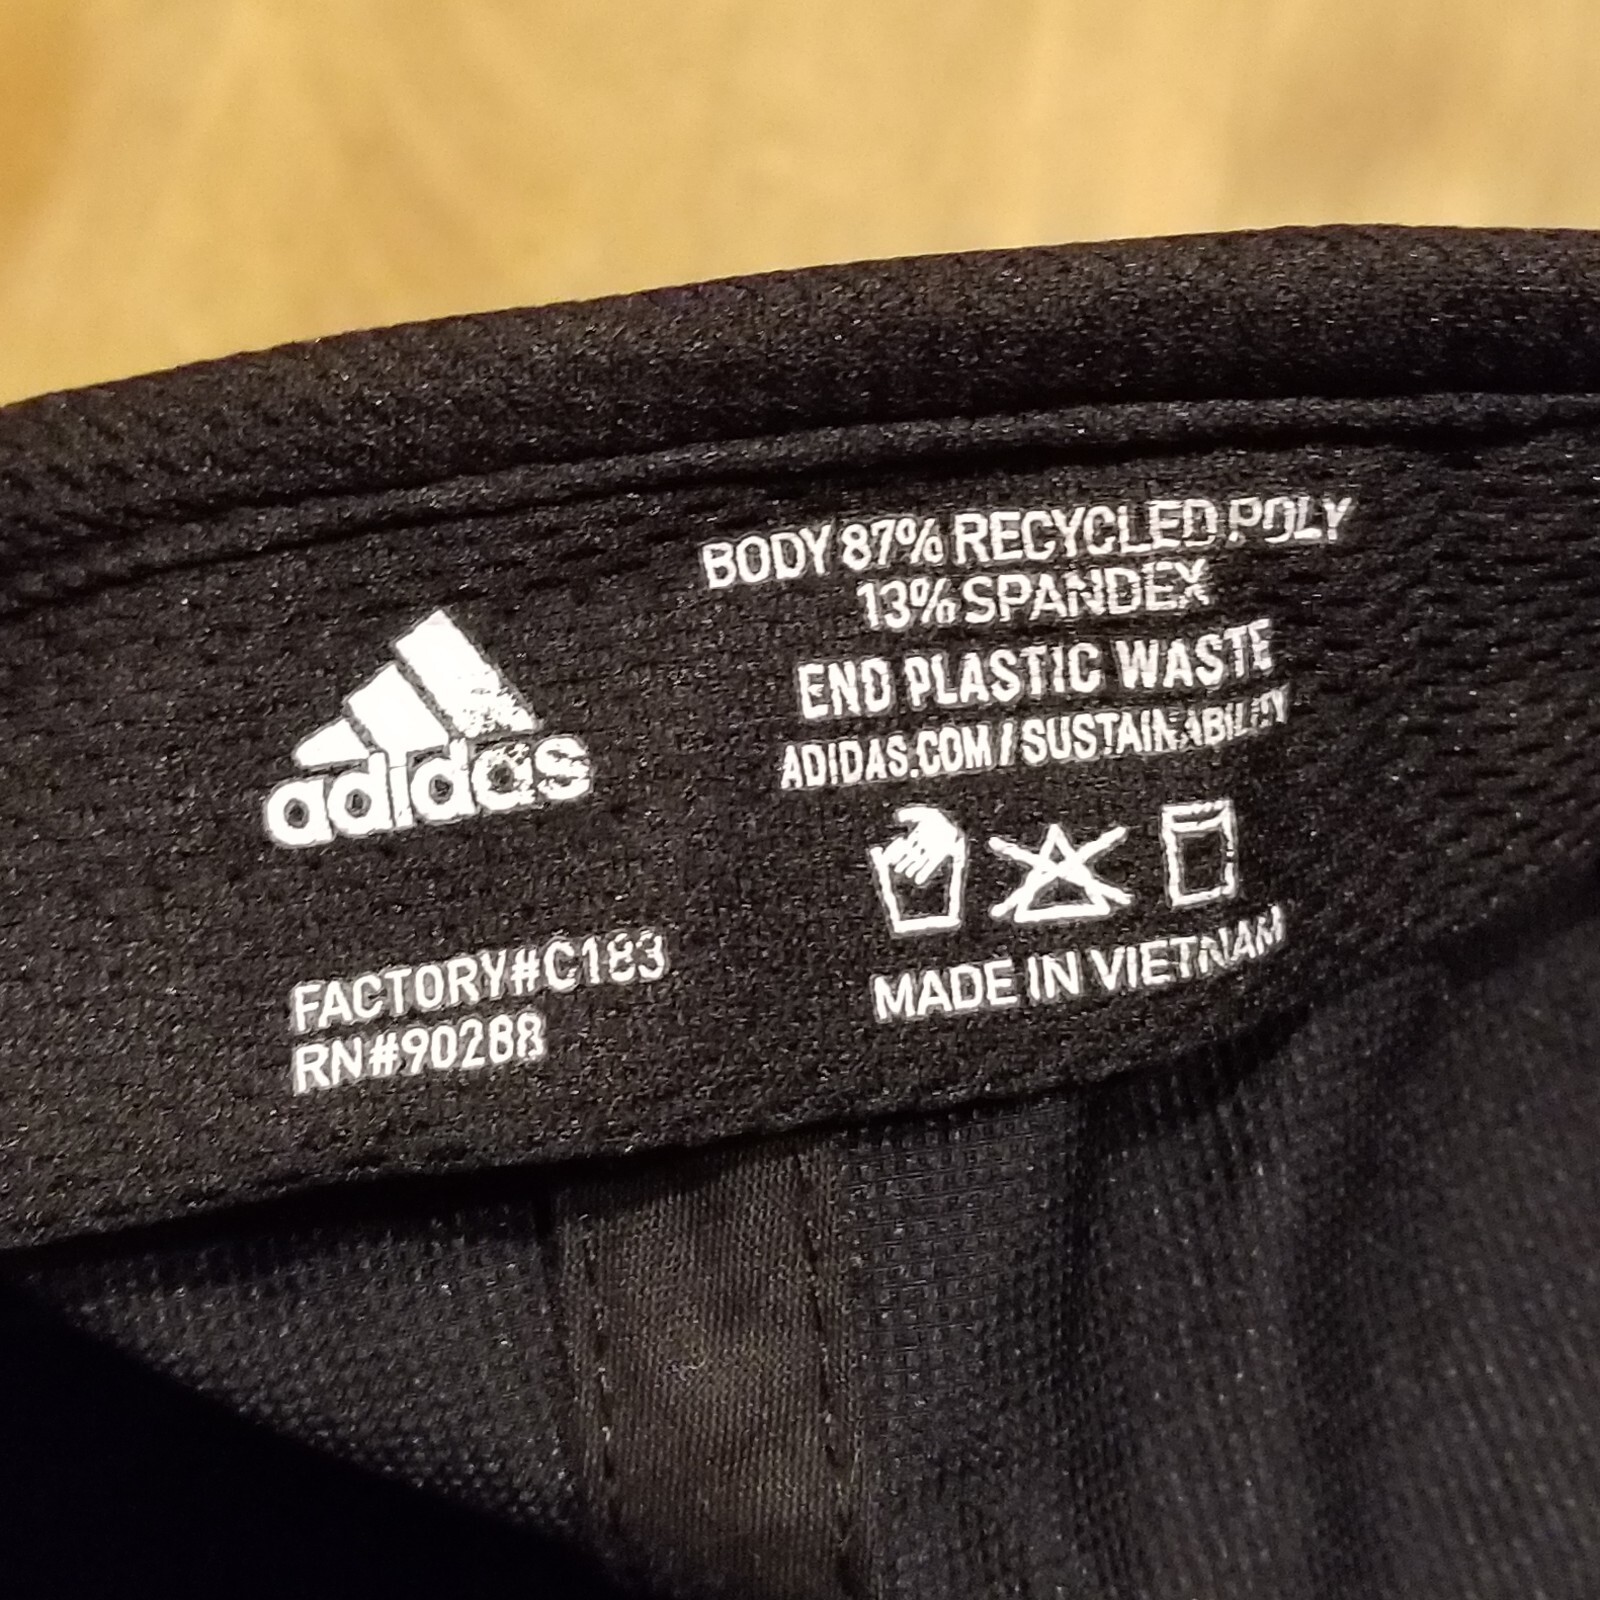 adidas
FACTORY#C183
RN#90288
BODY 87% RECYCLED POLY
13% SPANDEX
END PLASTIC WASTE
ADIDAS.COM / SUSTAINABILITY
MADE IN VIETNAM